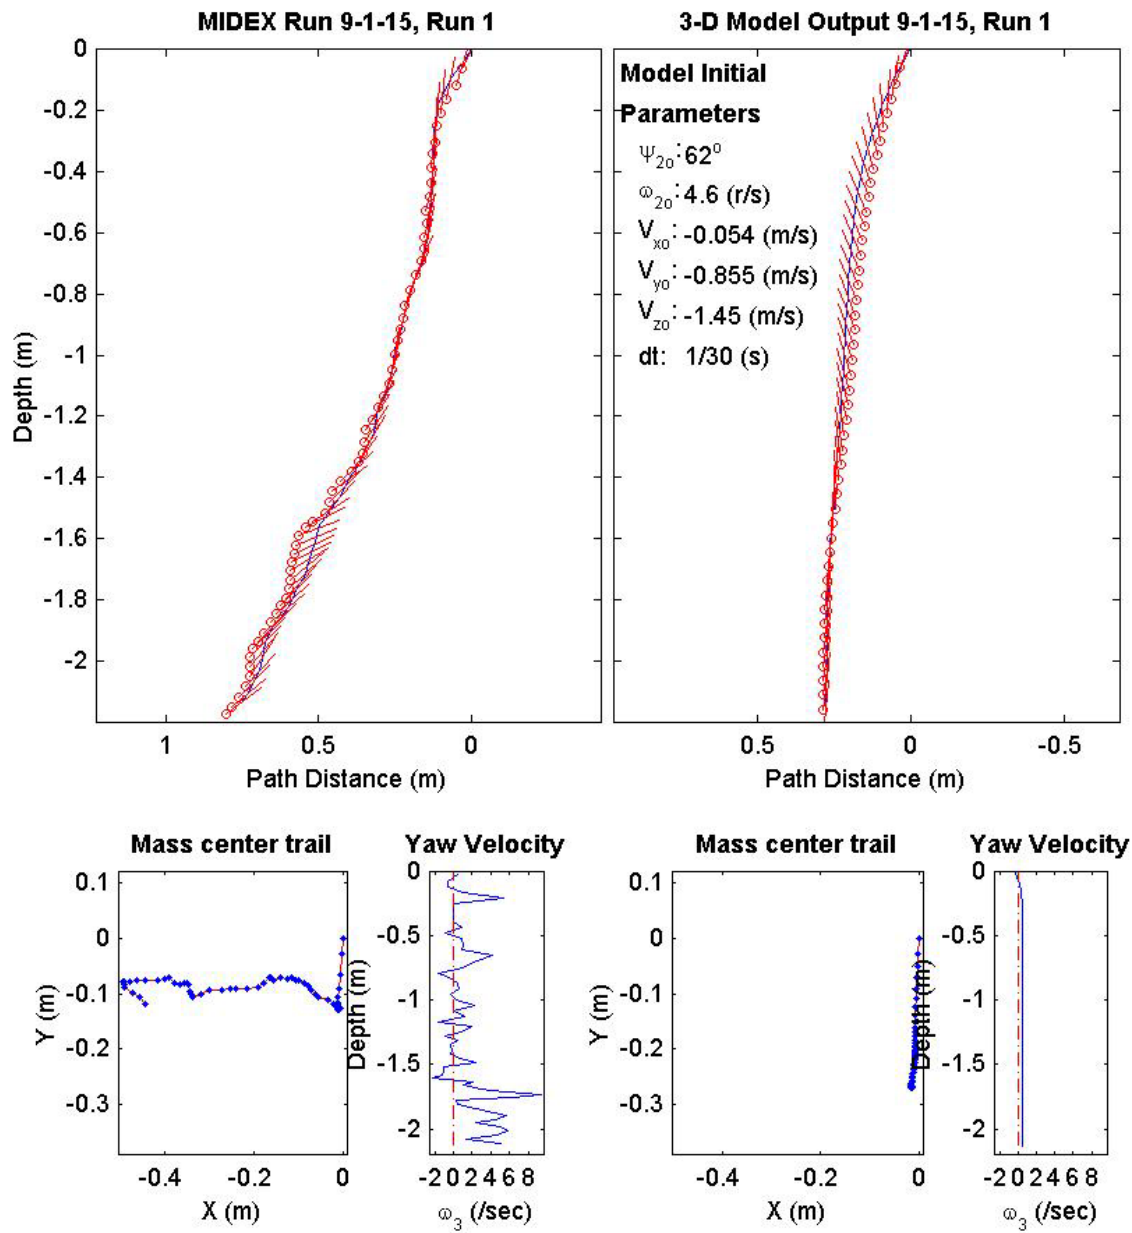 MIDEX Run 9-1-15, Run 1
0
-0.2
-0.4
-0.6
-0.8
-1
-1.2
-1.4
-1.6
-1.8
-2
Depth (m)
1 0.5 0
Path Distance (m)
3-D Model Output 9-1-15, Run 1
Model Initial
Parameters
Ψ2o: 62°
ω2o: 4.6 (r/s)
Vxo: -0.054 (m/s)
Vyo: -0.855 (m/s)
Vzo: -1.45 (m/s)
dt: 1/30 (s)
0.5 0 -0.5
Path Distance (m)
Mass center trail
0.1
0
-0.1
-0.2
-0.3
Y (m)
-0.4 -0.2 0
X (m)
Yaw Velocity
0
-0.5
-1
-1.5
-2
Depth (m)
-2 0 2 4 6 8
ω3 (/sec)
Mass center trail
0.1
0
-0.1
-0.2
-0.3
Y (m)
-0.4 -0.2 0
X (m)
Yaw Velocity
0
-0.5
-1
-1.5
-2
Depth (m)
-2 0 2 4 6 8
ω3 (/sec)